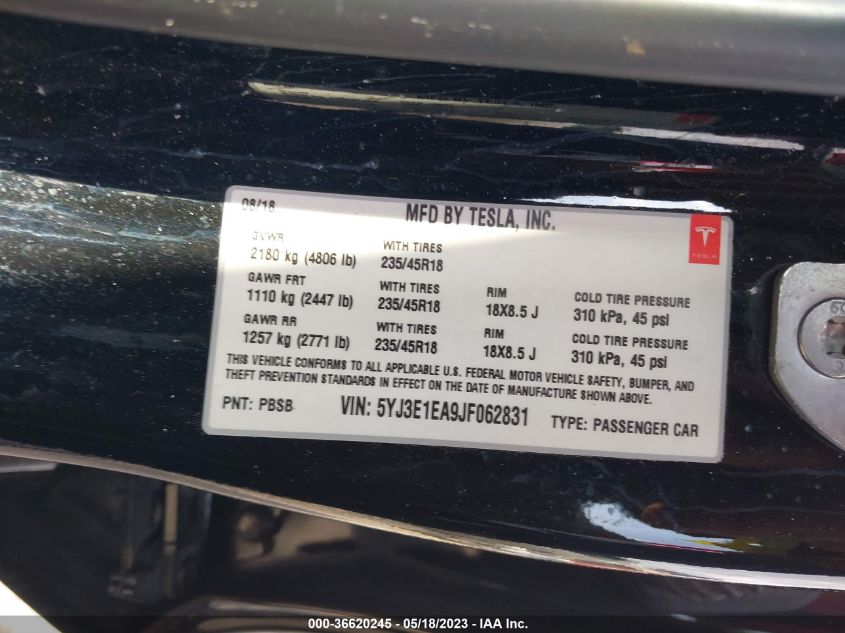 08/18 MFD BY TESLA, INC.
TESLA
GVWR WITH TIRES
2180 kg (4806 lb) 235/45R18
GAWR FRT WITH TIRES RIM COLD TIRE PRESSURE
1110 kg (2447 lb) 235/45R18 18X8.5 J 310 kPa, 45 psi
GAWR RR WITH TIRES RIM COLD TIRE PRESSURE
1257 kg (2771 lb) 235/45R18 18X8.5 J 310 kPa, 45 psi
THIS VEHICLE CONFORMS TO ALL APPLICABLE U.S. FEDERAL MOTOR VEHICLE SAFETY, BUMPER, AND
THEFT PREVENTION STANDARDS IN EFFECT ON THE DATE OF MANUFACTURE SHOWN ABOVE.
PNT: PBSB VIN: 5YJ3E1EA9JF062831 TYPE: PASSENGER CAR
000-36620245 - 05/18/2023 - IAA Inc.